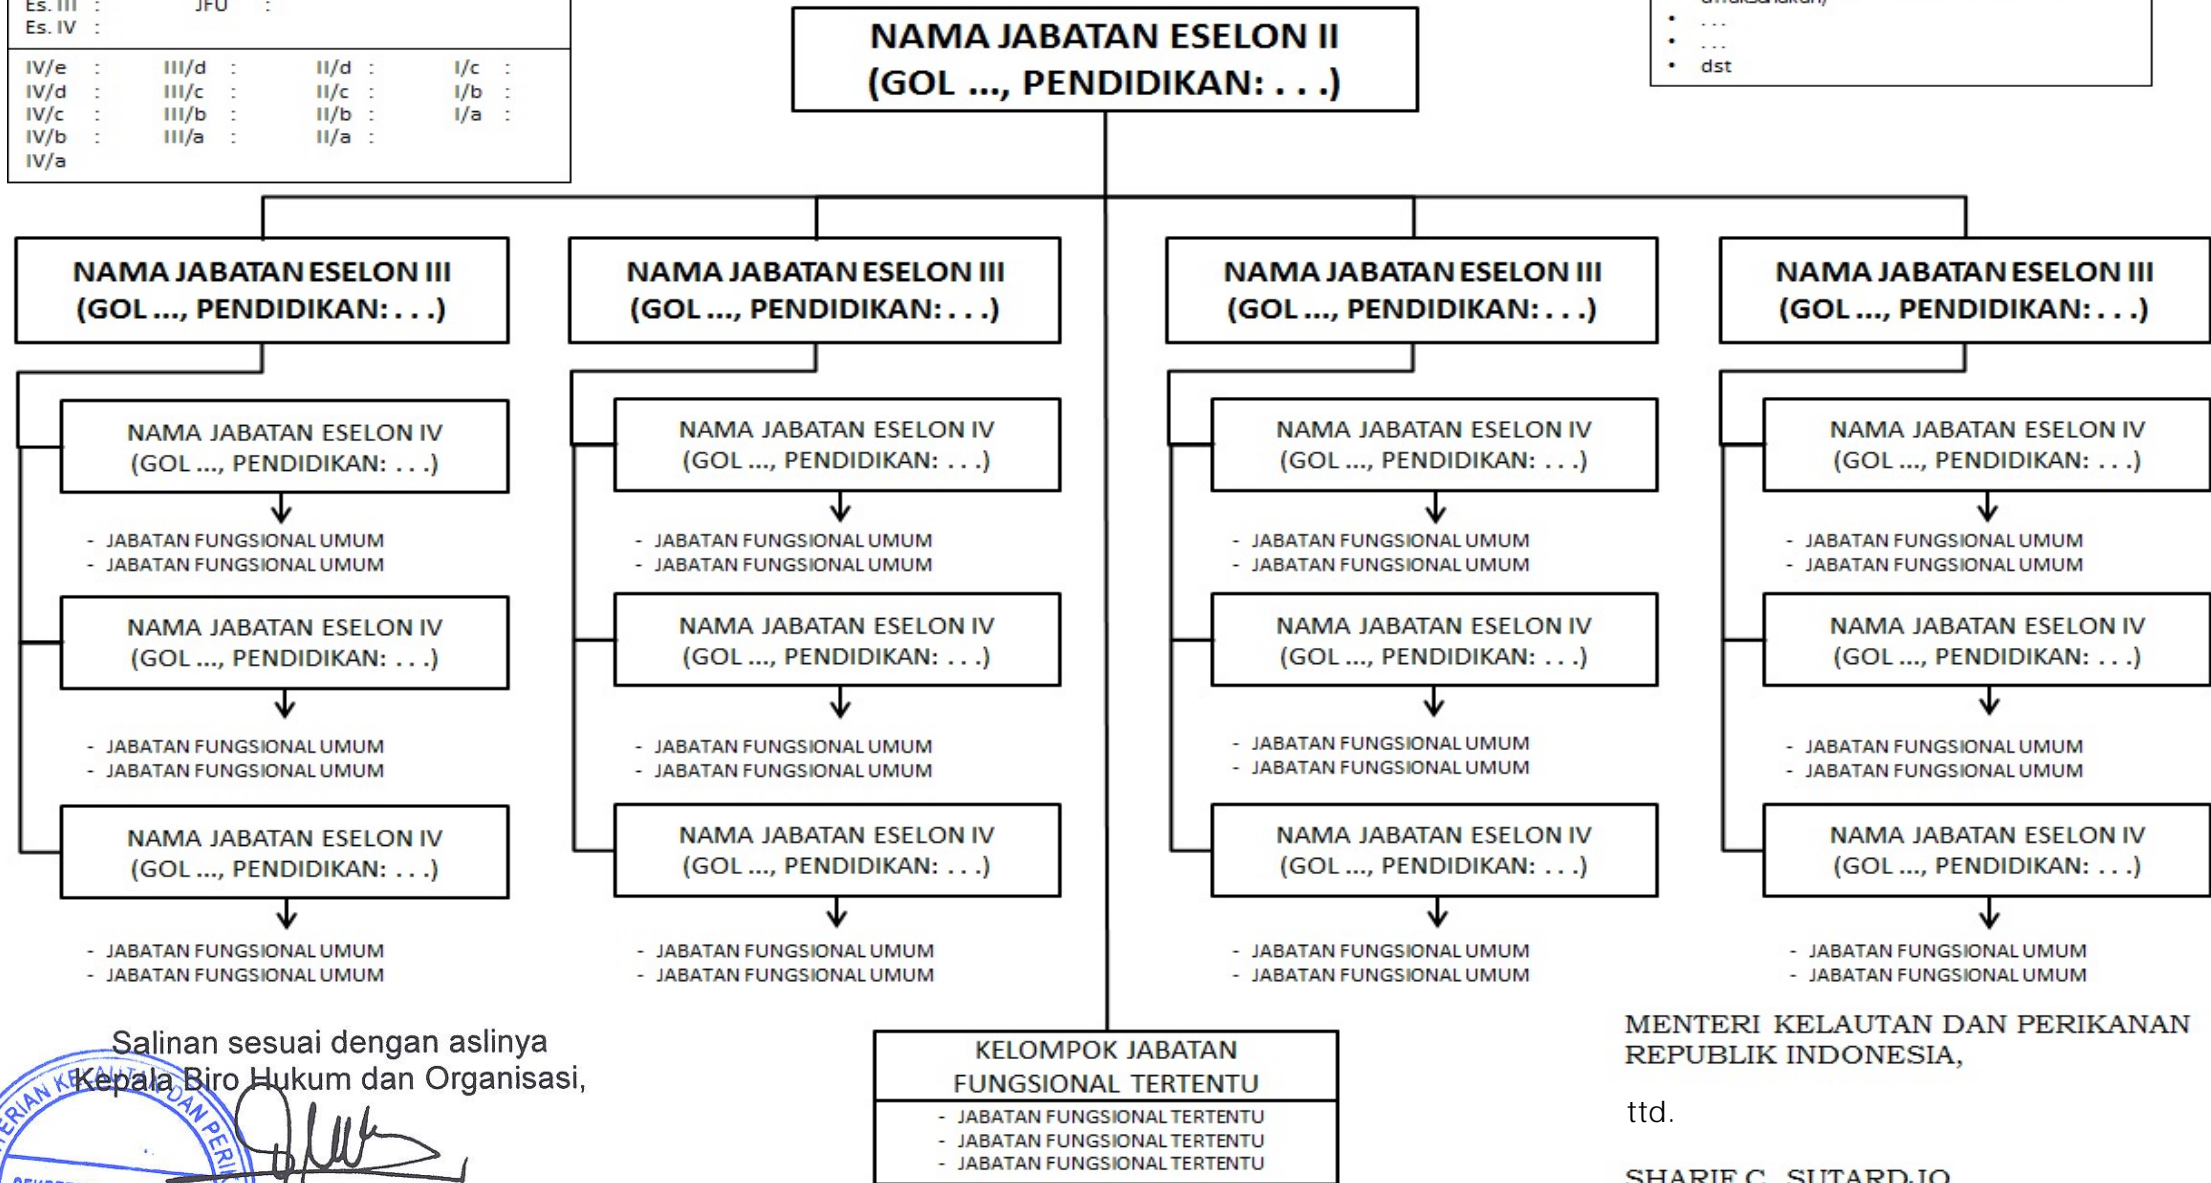 Es. III : JFU :
Es. IV :
IV/e : III/d : II/d : I/c :
IV/d : III/c : II/c : I/b :
IV/c : III/b : II/b : I/a :
IV/b : III/a : II/a :
IV/a
NAMA JABATAN ESELON II
(GOL ..., PENDIDIKAN: . . .)
• . . .
• . . .
• dst
NAMA JABATAN ESELON III
(GOL ..., PENDIDIKAN: . . .)
NAMA JABATAN ESELON IV
(GOL ..., PENDIDIKAN: . . .)
- JABATAN FUNGSIONAL UMUM
- JABATAN FUNGSIONAL UMUM
NAMA JABATAN ESELON IV
(GOL ..., PENDIDIKAN: . . .)
- JABATAN FUNGSIONAL UMUM
- JABATAN FUNGSIONAL UMUM
NAMA JABATAN ESELON IV
(GOL ..., PENDIDIKAN: . . .)
- JABATAN FUNGSIONAL UMUM
- JABATAN FUNGSIONAL UMUM
NAMA JABATAN ESELON III
(GOL ..., PENDIDIKAN: . . .)
NAMA JABATAN ESELON IV
(GOL ..., PENDIDIKAN: . . .)
- JABATAN FUNGSIONAL UMUM
- JABATAN FUNGSIONAL UMUM
NAMA JABATAN ESELON IV
(GOL ..., PENDIDIKAN: . . .)
- JABATAN FUNGSIONAL UMUM
- JABATAN FUNGSIONAL UMUM
NAMA JABATAN ESELON IV
(GOL ..., PENDIDIKAN: . . .)
- JABATAN FUNGSIONAL UMUM
- JABATAN FUNGSIONAL UMUM
NAMA JABATAN ESELON III
(GOL ..., PENDIDIKAN: . . .)
NAMA JABATAN ESELON IV
(GOL ..., PENDIDIKAN: . . .)
- JABATAN FUNGSIONAL UMUM
- JABATAN FUNGSIONAL UMUM
NAMA JABATAN ESELON IV
(GOL ..., PENDIDIKAN: . . .)
- JABATAN FUNGSIONAL UMUM
- JABATAN FUNGSIONAL UMUM
NAMA JABATAN ESELON IV
(GOL ..., PENDIDIKAN: . . .)
- JABATAN FUNGSIONAL UMUM
- JABATAN FUNGSIONAL UMUM
NAMA JABATAN ESELON III
(GOL ..., PENDIDIKAN: . . .)
NAMA JABATAN ESELON IV
(GOL ..., PENDIDIKAN: . . .)
- JABATAN FUNGSIONAL UMUM
- JABATAN FUNGSIONAL UMUM
NAMA JABATAN ESELON IV
(GOL ..., PENDIDIKAN: . . .)
- JABATAN FUNGSIONAL UMUM
- JABATAN FUNGSIONAL UMUM
NAMA JABATAN ESELON IV
(GOL ..., PENDIDIKAN: . . .)
- JABATAN FUNGSIONAL UMUM
- JABATAN FUNGSIONAL UMUM
Salinan sesuai dengan aslinya
Kepala Biro Hukum dan Organisasi,
KELOMPOK JABATAN
FUNGSIONAL TERTENTU
- JABATAN FUNGSIONAL TERTENTU
- JABATAN FUNGSIONAL TERTENTU
- JABATAN FUNGSIONAL TERTENTU
MENTERI KELAUTAN DAN PERIKANAN
REPUBLIK INDONESIA,
ttd.
SHARIF C. SUTARDJO